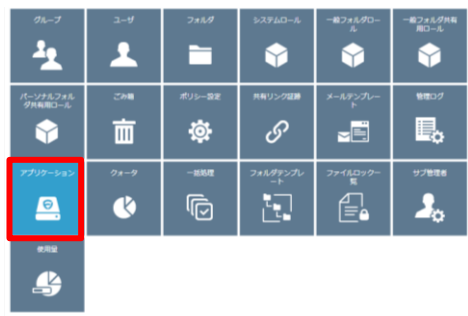 グループ
ユーザ
フォルダ
システムロール
一般フォルダロー
ル
一般フォルダ共有
用ロール
パーソナルフォル
ダ共有用ロール
ごみ箱
ポリシー設定
共有リンク証跡
メールテンプレー
ト
管理ログ
アプリケーション
クォータ
一括処理
フォルダテンプレ
ート
ファイルロック一
覧
サブ管理者
使用量